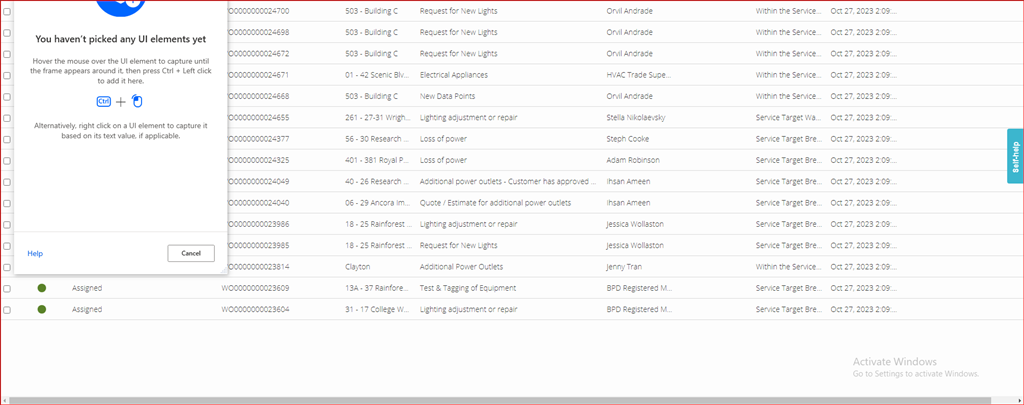 WO0000000024700 503 - Building C Request for New Lights Orvil Andrade Within the Service... Oct 27, 2023 2:09:...
You haven't picked any UI elements yet
WO0000000024698 503 - Building C Request for New Lights Orvil Andrade Service Target Bre... Oct 27, 2023 2:09:...
Hover the mouse over the UI element to capture until
the frame appears around it, then press Ctrl + Left click
to add it here.
WO0000000024672 503 - Building C Request for New Lights Orvil Andrade Service Target Bre... Oct 27, 2023 2:09:...
WO0000000024671 01 - 42 Scenic Blv... Electrical Appliances HVAC Trade Supe... Service Target Bre... Oct 27, 2023 2:09:...
Ctrl +
WO0000000024668 503 - Building C New Data Points Orvil Andrade Service Target Bre... Oct 27, 2023 2:09:...
Alternatively, right click on a UI element to capture it
based on its text value, if applicable.
WO0000000024655 261 - 27-31 Wrigh... Lighting adjustment or repair Stella Nikolaevsky Service Target Wa... Oct 27, 2023 2:09:...
WO0000000024377 56 - 30 Research ... Loss of power Steph Cooke Service Target Bre... Oct 27, 2023 2:09:...
WO0000000024325 401 - 381 Royal P... Loss of power Adam Robinson Service Target Bre... Oct 27, 2023 2:09:...
Self-help
WO0000000024049 40 - 26 Research ... Additional power outlets - Customer has approved ... Ihsan Ameen Service Target Bre... Oct 27, 2023 2:09:...
WO0000000024040 06 - 29 Ancora Im... Quote / Estimate for additional power outlets Ihsan Ameen Service Target Bre... Oct 27, 2023 2:09:...
WO0000000023986 18 - 25 Rainforest ... Lighting adjustment or repair Jessica Wollaston Service Target Bre... Oct 27, 2023 2:09:...
WO0000000023985 18 - 25 Rainforest ... Request for New Lights Jessica Wollaston Service Target Bre... Oct 27, 2023 2:09:...
Help Cancel
WO0000000023814 Clayton Additional Power Outlets Jenny Tran Within the Service... Oct 27, 2023 2:09:...
Assigned WO0000000023609 13A - 37 Rainfore... Test & Tagging of Equipment BPD Registered M... Service Target Bre... Oct 27, 2023 2:09:...
Assigned WO0000000023604 31 - 17 College W... Lighting adjustment or repair BPD Registered M... Service Target Bre... Oct 27, 2023 2:09:...
Activate Windows
Go to Settings to activate Windows.